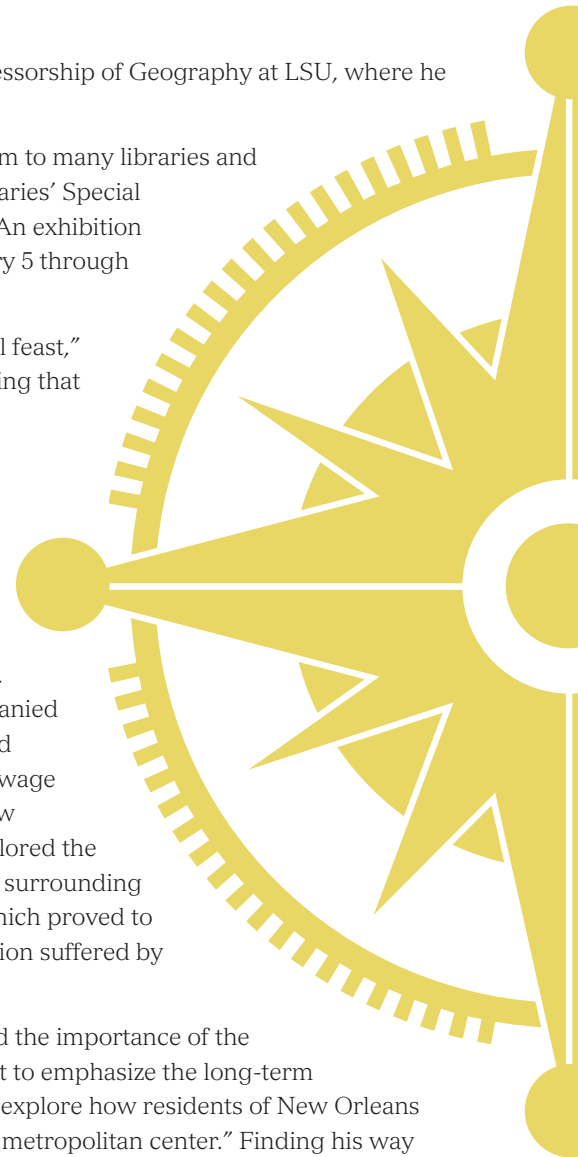 essorship of Geography at LSU, where he
m to many libraries and
aries’ Special
An exhibition
ry 5 through
l feast,”
ing that
anied
d
wage
w
lored the
surrounding
hich proved to
ion suffered by
d the importance of the
t to emphasize the long-term
explore how residents of New Orleans
metropolitan center.” Finding his way